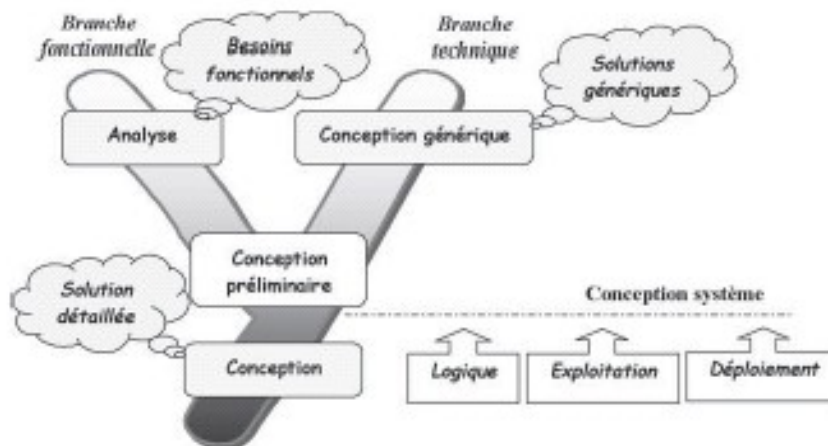 Branche
fonctionnelle
Besoins
fonctionnels
Branche
technique
Solutions
génériques
Analyse
Conception générique
Conception
préliminaire
Solution
détaillée
Conception système
Conception
Logique
Exploitation
Déploiement